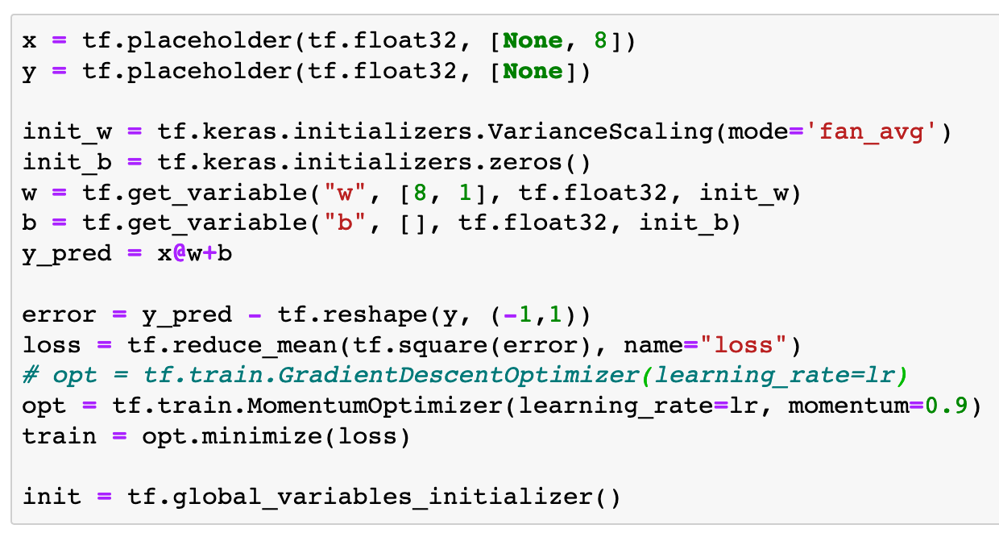 x = tf.placeholder(tf.float32, [None, 8])
y = tf.placeholder(tf.float32, [None])

init_w = tf.keras.initializers.VarianceScaling(mode='fan_avg')
init_b = tf.keras.initializers.zeros()
w = tf.get_variable("w", [8, 1], tf.float32, init_w)
b = tf.get_variable("b", [], tf.float32, init_b)
y_pred = x@w+b

error = y_pred - tf.reshape(y, (-1,1))
loss = tf.reduce_mean(tf.square(error), name="loss")
# opt = tf.train.GradientDescentOptimizer(learning_rate=lr)
opt = tf.train.MomentumOptimizer(learning_rate=lr, momentum=0.9)
train = opt.minimize(loss)

init = tf.global_variables_initializer()